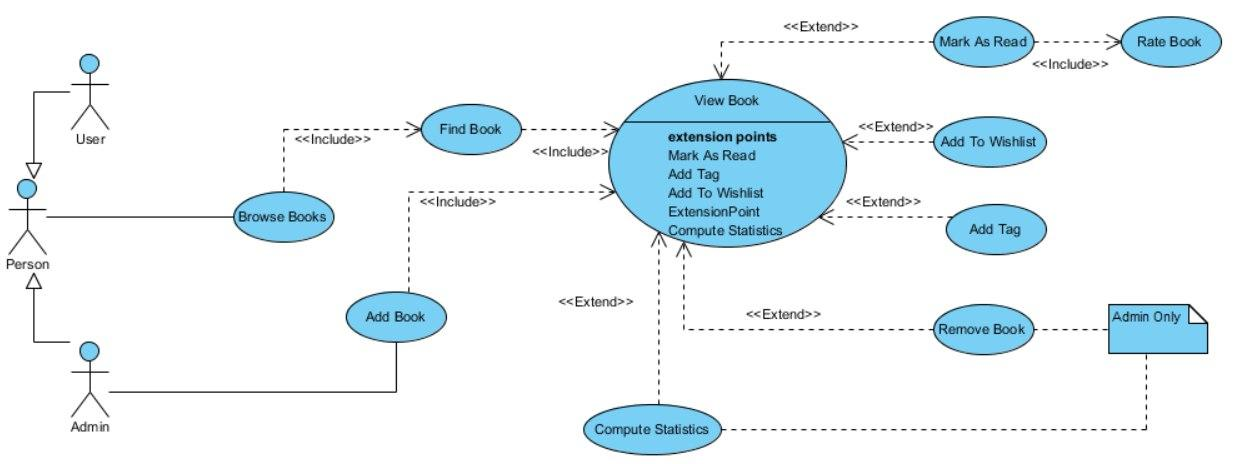 <<Extend>>
Mark As Read
Rate Book
<<Include>>
User
View Book
Find Book
<<Include>>
<<Include>>
extension points
Mark As Read
Add Tag
Add To Wishlist
ExtensionPoint
Compute Statistics
<<Extend>>
Add To Wishlist
<<Include>>
<<Extend>>
Browse Books
Add Tag
Person
<<Extend>>
Add Book
<<Extend>>
Remove Book
Admin Only
Admin
Compute Statistics